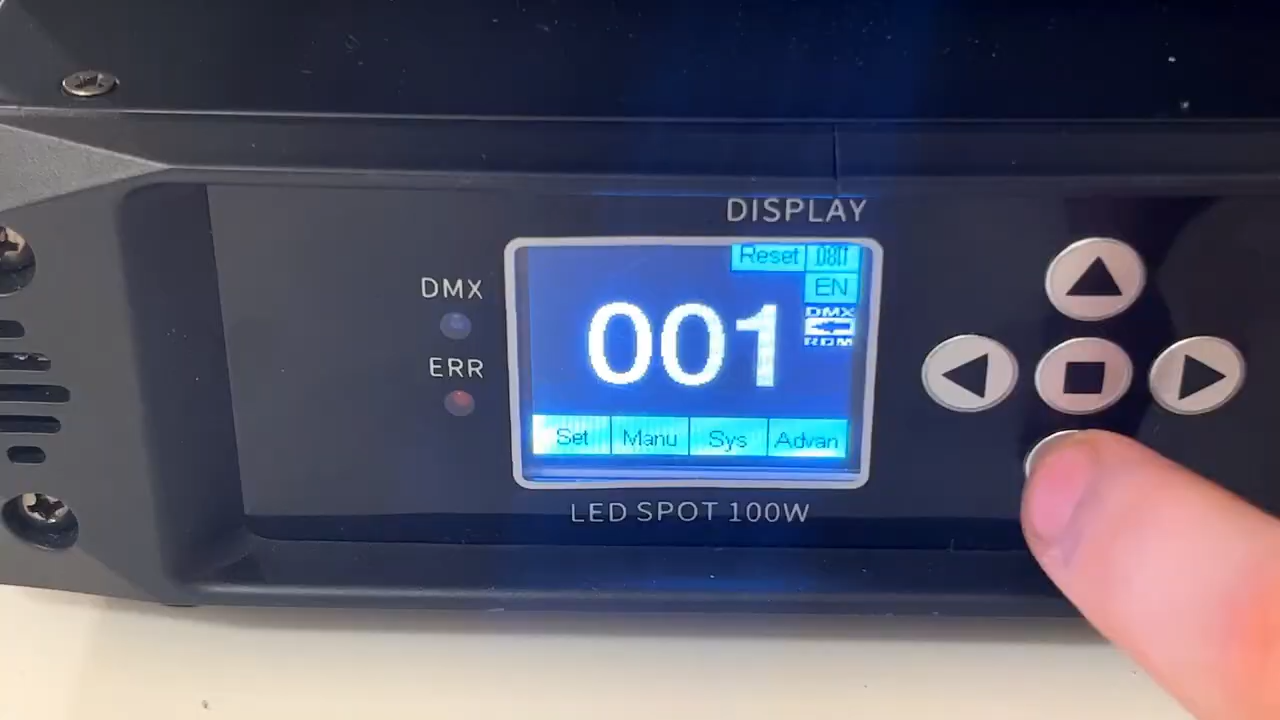 DISPLAY
Reset
EN
DMX
RDM
001
DMX
ERR
Set Manu Sys Advan
LED SPOT 100W